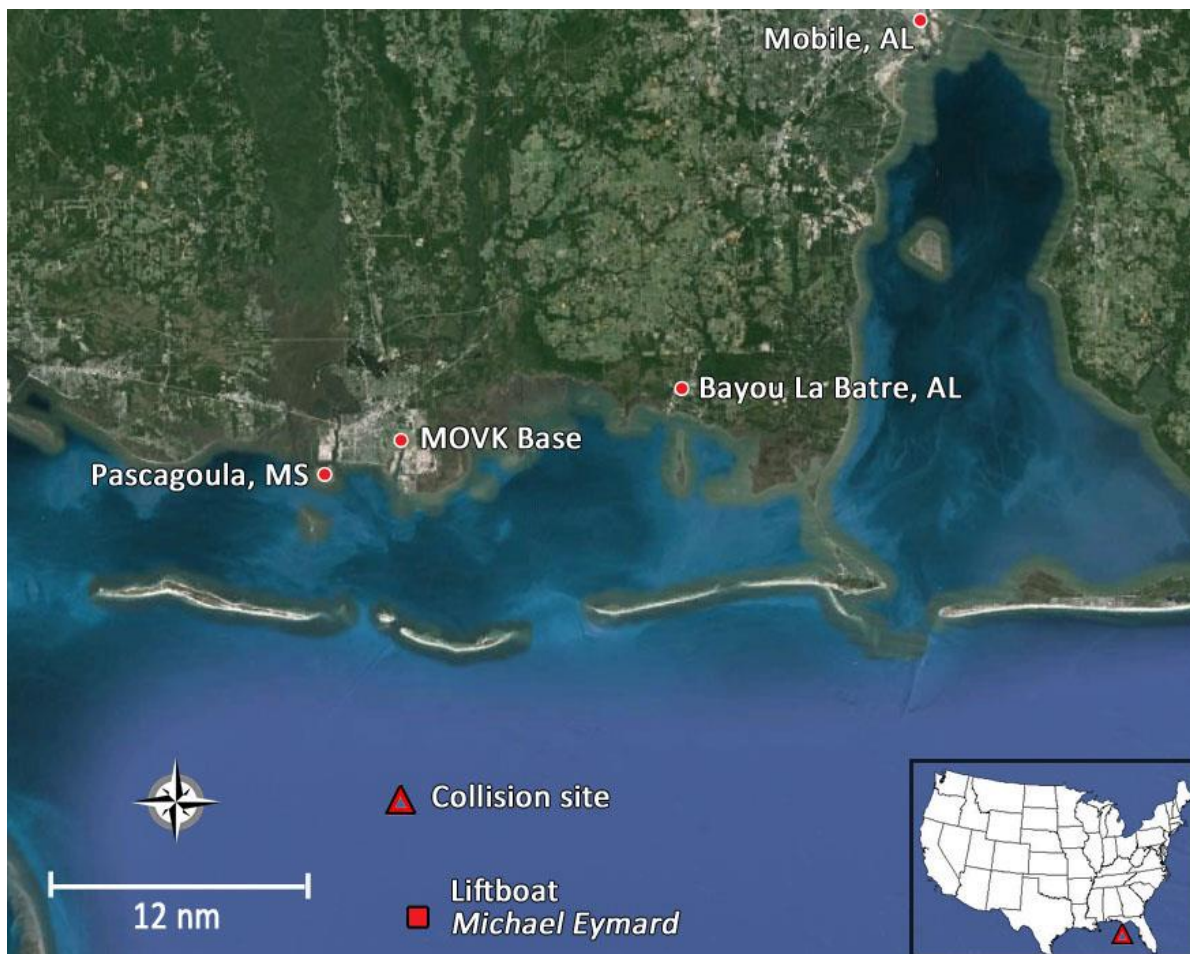 Mobile, AL
Bayou La Batre, AL
MOVK Base
Pascagoula, MS
Collision site
12 nm
Liftboat
Michael Eymard